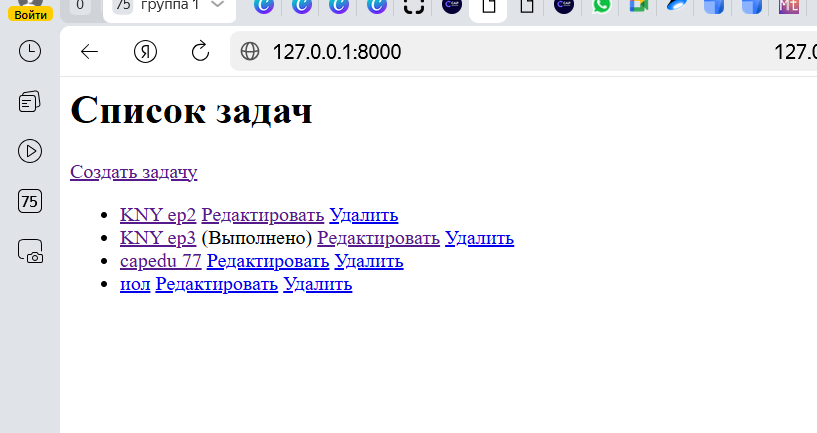 Войти
0
75
группа 1
Mt
Я
127.0.0.1:8000
127.0
75
Список задач
Создать задачу
KNY ep2 Редактировать Удалить
KNY ep3 (Выполнено) Редактировать Удалить
capedu 77 Редактировать Удалить
иол Редактировать Удалить